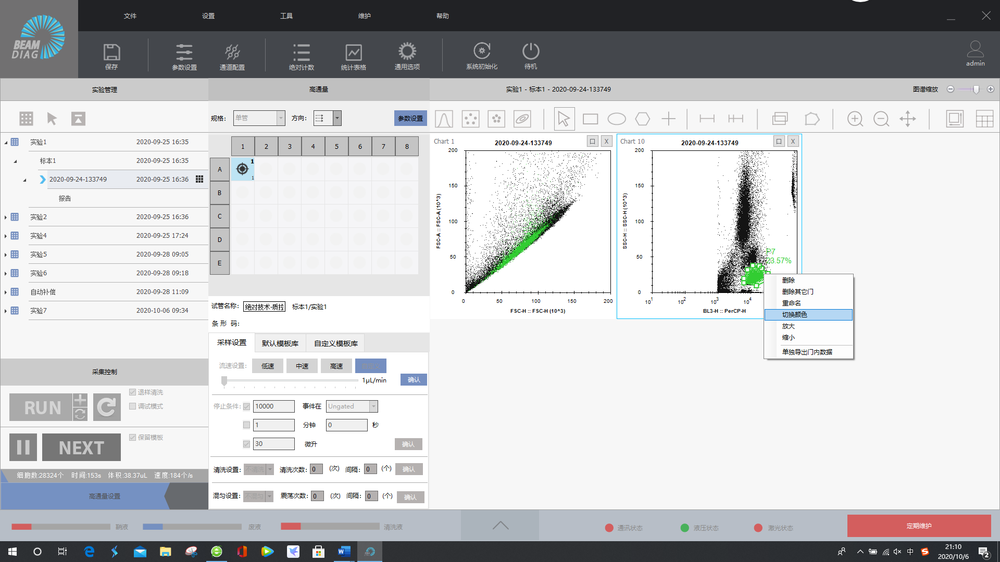 文件 设置 工具 维护 帮助
BEAM
DIAG
保存 参数设置 通道配置 绝对计数 统计表格 通用选项 系统初始化 待机
admin
实验管理
高通量
实验1 - 标本1 - 2020-09-24-133749
图谱缩放
规格: 单管 方向: 参数设置
实验1 2020-09-25 16:35
标本1 2020-09-25 16:35
2020-09-24-133749 2020-09-25 16:36
报告
实验2 2020-09-25 16:36
实验4 2020-09-25 17:24
实验5 2020-09-28 09:05
实验6 2020-09-28 09:18
自动补偿 2020-09-28 11:09
实验7 2020-10-06 09:34
1 2 3 4 5 6 7 8
A 1
1
B
C
D
E
试管名称: 绝对技术-质控 标本1/实验1
条 形 码:
采样设置 默认模板库 自定义模板库
流速设置: 低速 中速 高速 自定义
1μL/min 确认
停止条件: 10000 事件在 Ungated
1 分钟 0 秒
30 微升 确认
清洗设置: 不清洗 清洗次数: 0 (次) 间隔: 0 (个) 确认
混匀设置: 不混匀 震荡次数: 0 (次) 间隔: 0 (个) 确认
采集控制
RUN
退样清洗
调试模式
NEXT
保留模板
细胞数:28324个 时间:153s 体积:38.37uL 速度:184个/s
高通量设置
Chart 1
2020-09-24-133749
X
200
150
100
50
0
FSC-A :: FSC-A (10^3)
0 50 100 150 200
FSC-H :: FSC-H (10^3)
Chart 10
2020-09-24-133749
X
200
150
100
50
0
SSC-H :: SSC-H (10^3)
P7
23.57%
10^1 10^2 10^3 10^4
BL3-H :: PerCP-H
删除
删除其它门
重命名
切换颜色
放大
缩小
单独导出门内数据
鞘液 废液 清洗液
通讯状态 液压状态 激光状态
定期维护
中
21:10
2020/10/6
2